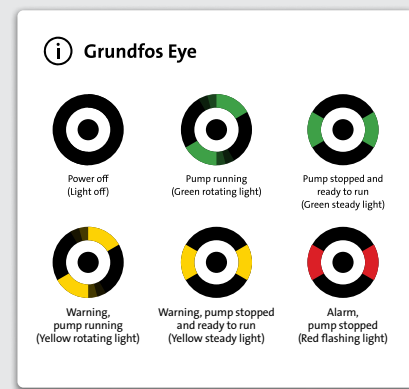 Grundfos Eye
Power off
(Light off)
Pump running
(Green rotating light)
Pump stopped and
ready to run
(Green steady light)
Warning,
pump running
(Yellow rotating light)
Warning, pump stopped
and ready to run
(Yellow steady light)
Alarm,
pump stopped
(Red flashing light)